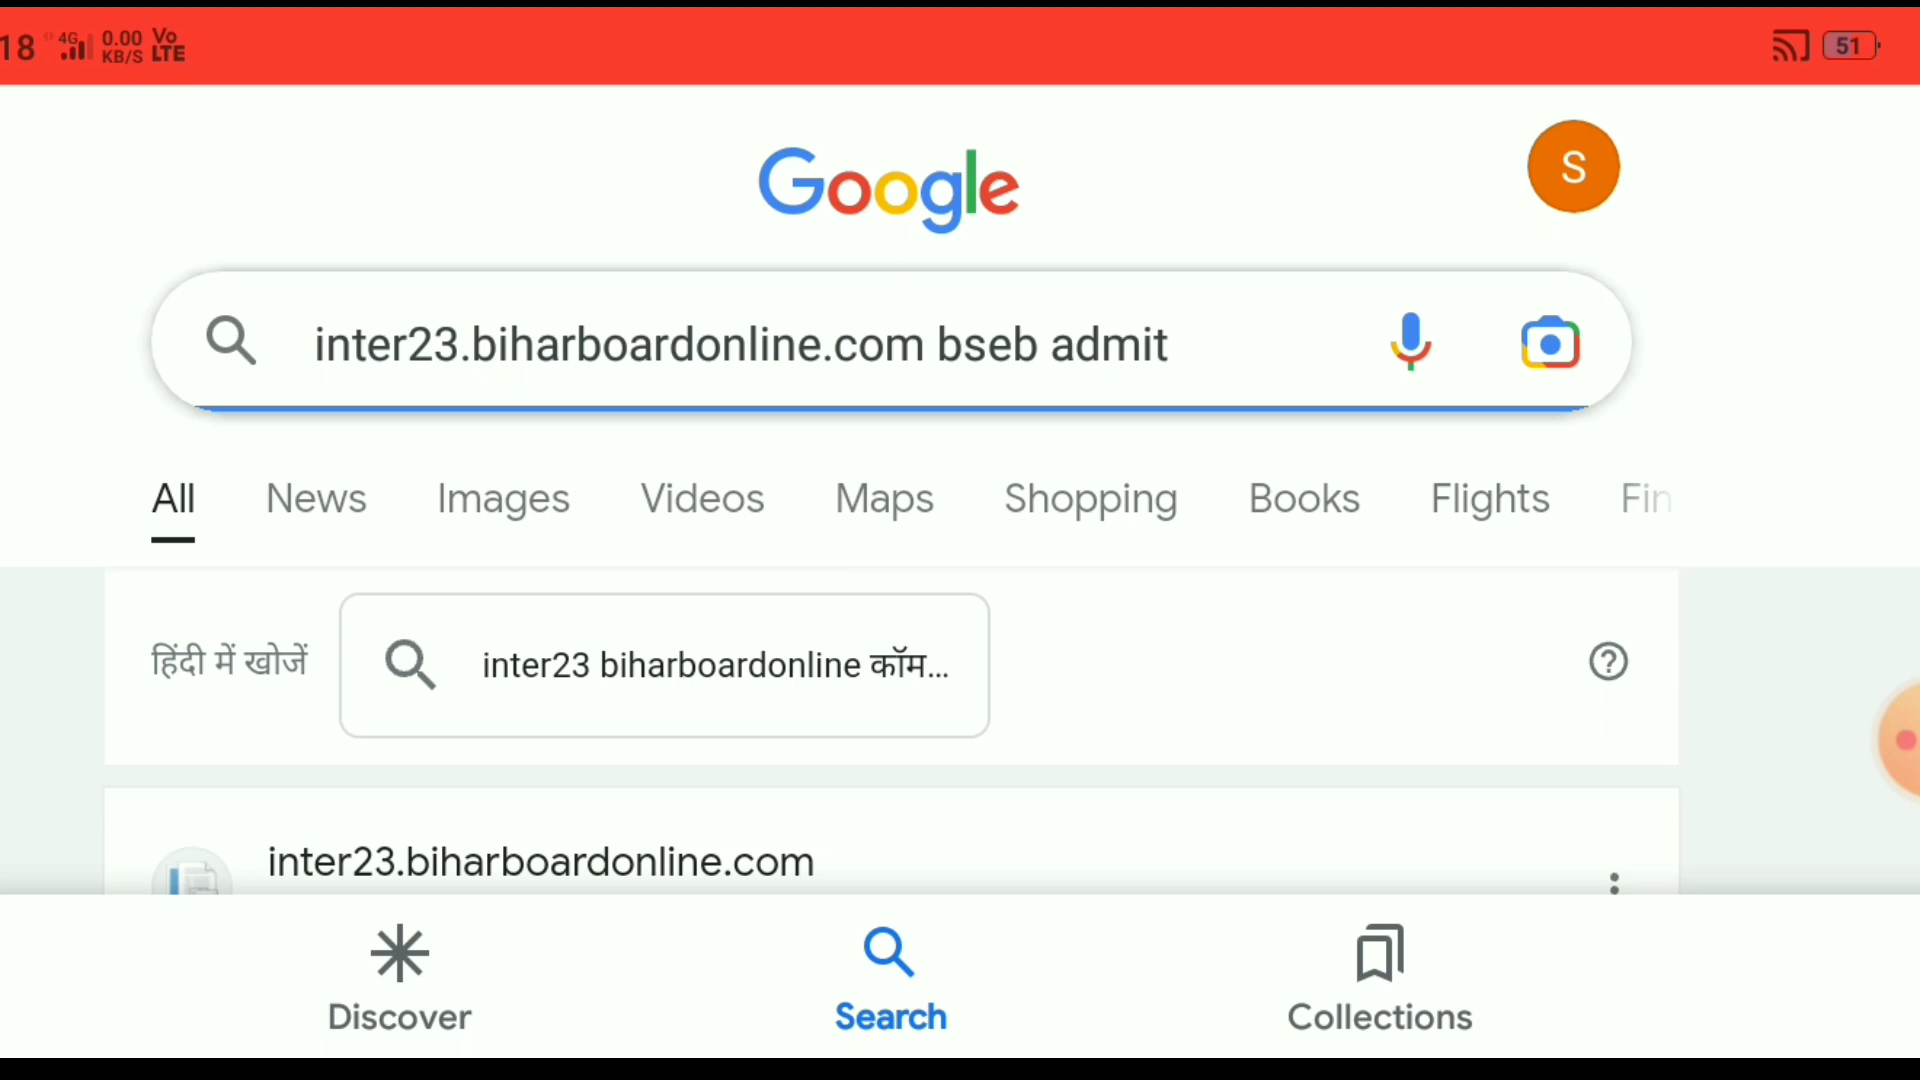 18 4G 0.00 KB/S Vo LTE 51
Google
S
inter23.biharboardonline.com bseb admit
All News Images Videos Maps Shopping Books Flights Fin
हिंदी में खोजें inter23 biharboardonline कॉम...
inter23.biharboardonline.com
Discover Search Collections